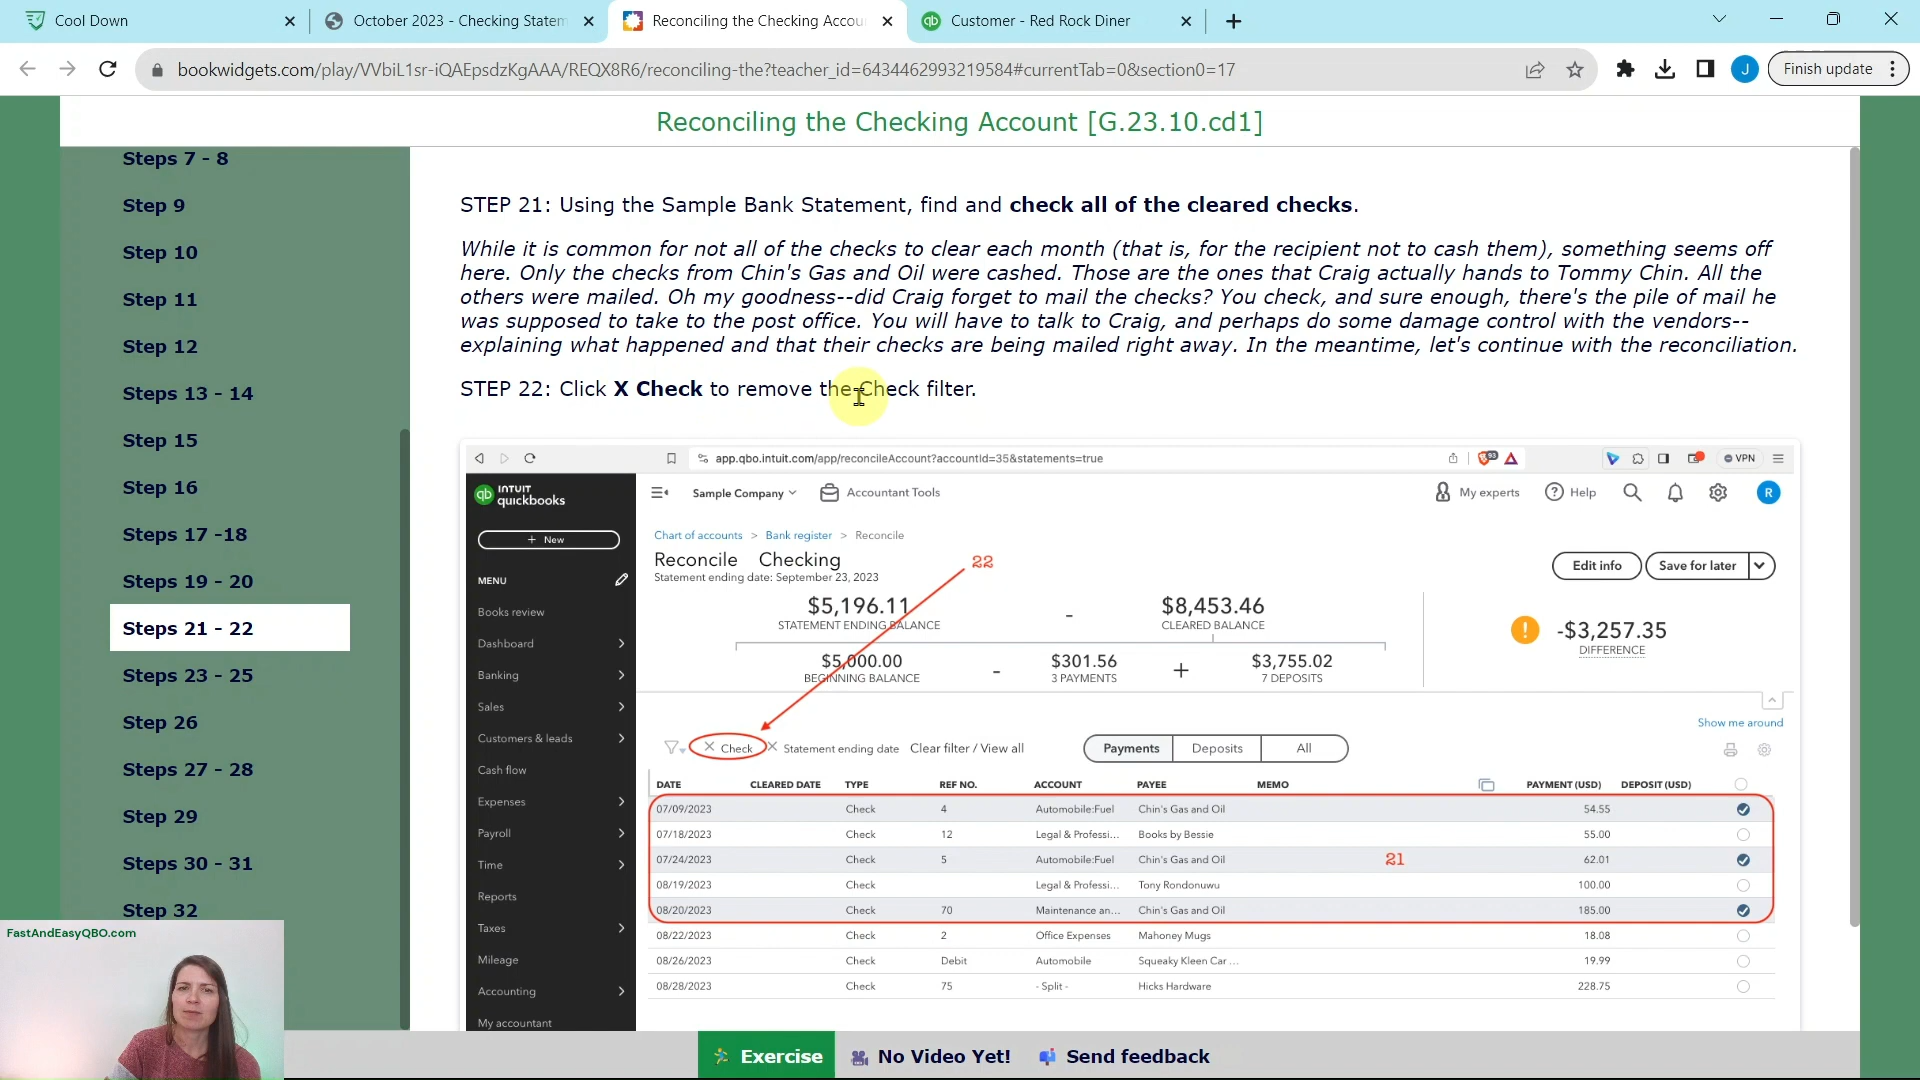 Cool Down
October 2023 - Checking Statem
Reconciling the Checking Accou
Customer - Red Rock Diner
bookwidgets.com/play/VVbiL1sr-iQAEpsdzKgAAA/REQX8R6/reconciling-the?teacher_id=6434462993219584#currentTab=0&section0=17
J
Finish update
Reconciling the Checking Account [G.23.10.cd1]
Steps 7 - 8
Step 9
Step 10
Step 11
Step 12
Steps 13 - 14
Step 15
Step 16
Steps 17 -18
Steps 19 - 20
Steps 21 - 22
Steps 23 - 25
Step 26
Steps 27 - 28
Step 29
Steps 30 - 31
Step 32
STEP 21: Using the Sample Bank Statement, find and check all of the cleared checks.
While it is common for not all of the checks to clear each month (that is, for the recipient not to cash them), something seems off
here. Only the checks from Chin's Gas and Oil were cashed. Those are the ones that Craig actually hands to Tommy Chin. All the
others were mailed. Oh my goodness--did Craig forget to mail the checks? You check, and sure enough, there's the pile of mail he
was supposed to take to the post office. You will have to talk to Craig, and perhaps do some damage control with the vendors--
explaining what happened and that their checks are being mailed right away. In the meantime, let's continue with the reconciliation.
STEP 22: Click X Check to remove the Check filter.
app.qbo.intuit.com/app/reconcileAccount?accountId=35&statements=true
93
VPN
qb INTUIT quickbooks
Sample Company
Accountant Tools
My experts
Help
R
+ New
MENU
Books review
Dashboard
Banking
Sales
Customers & leads
Cash flow
Expenses
Payroll
Time
Reports
Taxes
Mileage
Accounting
My accountant
Chart of accounts > Bank register > Reconcile
Reconcile Checking
22
Statement ending date: September 23, 2023
Edit info
Save for later
$5,196.11 - $8,453.46
STATEMENT ENDING BALANCE CLEARED BALANCE
-$3,257.35
DIFFERENCE
$5,000.00 - $301.56 + $3,755.02
BEGINNING BALANCE 3 PAYMENTS 7 DEPOSITS
Show me around
Check Statement ending date Clear filter / View all Payments Deposits All
DATE CLEARED DATE TYPE REF NO. ACCOUNT PAYEE MEMO PAYMENT (USD) DEPOSIT (USD)
07/09/2023 Check 4 Automobile:Fuel Chin's Gas and Oil 54.55
07/18/2023 Check 12 Legal & Professi... Books by Bessie 55.00
07/24/2023 Check 5 Automobile:Fuel Chin's Gas and Oil 21 62.01
08/19/2023 Check Legal & Professi... Tony Rondonuwu 100.00
08/20/2023 Check 70 Maintenance an... Chin's Gas and Oil 185.00
08/22/2023 Check 2 Office Expenses Mahoney Mugs 18.08
08/26/2023 Check Debit Automobile Squeaky Kleen Car ... 19.99
08/28/2023 Check 75 - Split - Hicks Hardware 228.75
FastAndEasyQBO.com
Exercise
No Video Yet!
Send feedback